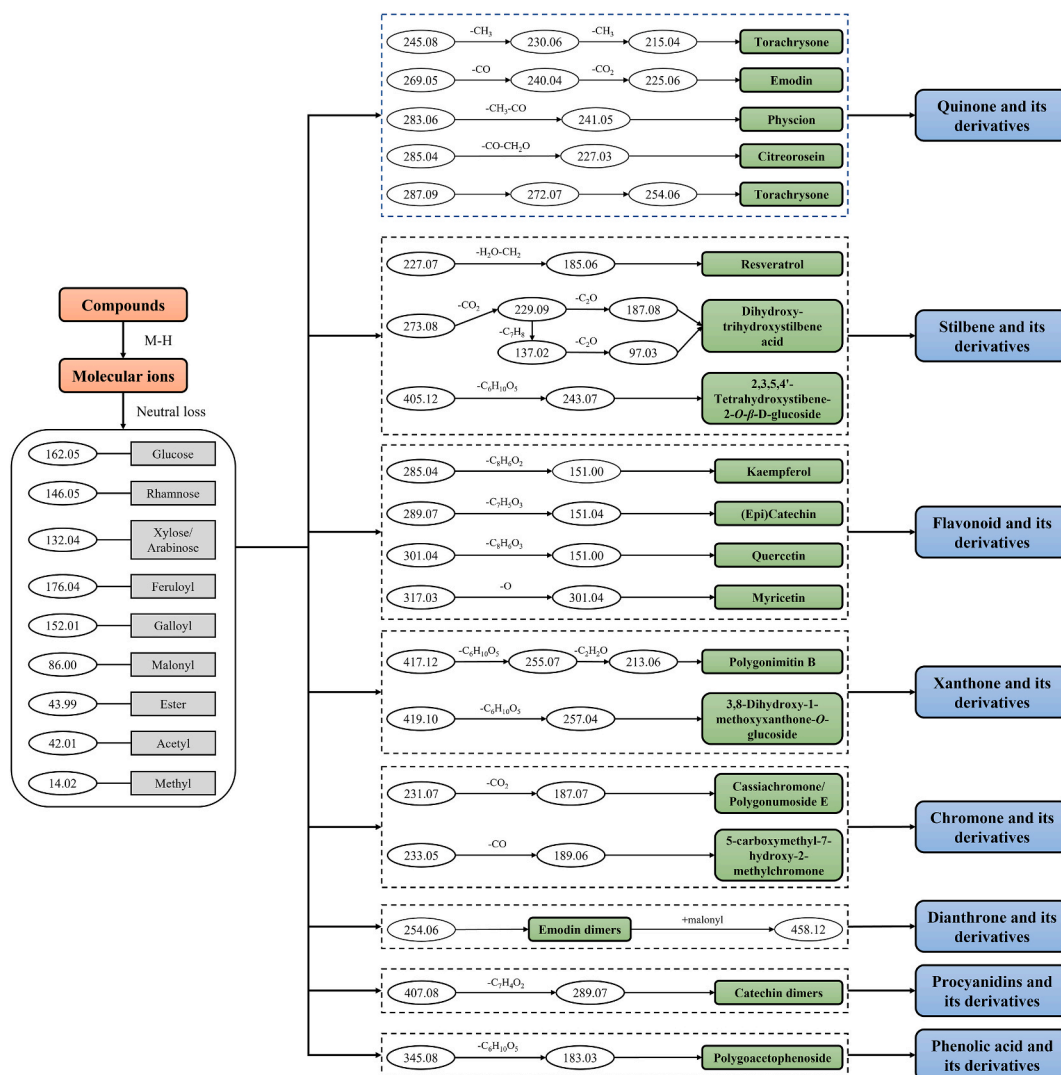 Compounds
M-H
Molecular ions
Neutral loss
162.05 Glucose
146.05 Rhamnose
132.04 Xylose/
Arabinose
176.04 Feruloyl
152.01 Galloyl
86.00 Malonyl
43.99 Ester
42.01 Acetyl
14.02 Methyl
-CH₃ -CH₃
245.08 230.06 215.04 Torachrysone
-CO -CO₂
269.05 240.04 225.06 Emodin
-CH₃-CO
283.06 241.05 Physcion
-CO-CH₂O
285.04 227.03 Citreorosein
287.09 272.07 254.06 Torachrysone
Quinone and its
derivatives
-H₂O-CH₂
227.07 185.06 Resveratrol
-CO₂ -C₂O
273.08 229.09 187.08
-C₇H₈ -C₂O
137.02 97.03
Dihydroxy-
trihydroxystilbene
acid
-C₆H₁₀O₅
405.12 243.07
2,3,5,4'-
Tetrahydroxystibene-
2-O-β-D-glucoside
Stilbene and its
derivatives
-C₈H₆O₂
285.04 151.00 Kaempferol
-C₇H₅O₃
289.07 151.04 (Epi)Catechin
-C₈H₆O₃
301.04 151.00 Quercetin
-O
317.03 301.04 Myricetin
Flavonoid and its
derivatives
-C₆H₁₀O₅ -C₂H₂O
417.12 255.07 213.06 Polygonimitin B
-C₆H₁₀O₅
419.10 257.04
3,8-Dihydroxy-1-
methoxyxanthone-O-
glucoside
Xanthone and its
derivatives
-CO₂
231.07 187.07
Cassiachromone/
Polygonumoside E
-CO
233.05 189.06
5-carboxymethyl-7-
hydroxy-2-
methylchromone
Chromone and its
derivatives
+malonyl
254.06 Emodin dimers 458.12
Dianthrone and its
derivatives
-C₇H₄O₂
407.08 289.07 Catechin dimers
Procyanidins and
its derivatives
-C₆H₁₀O₅
345.08 183.03 Polygoacetophenoside
Phenolic acid and
its derivatives